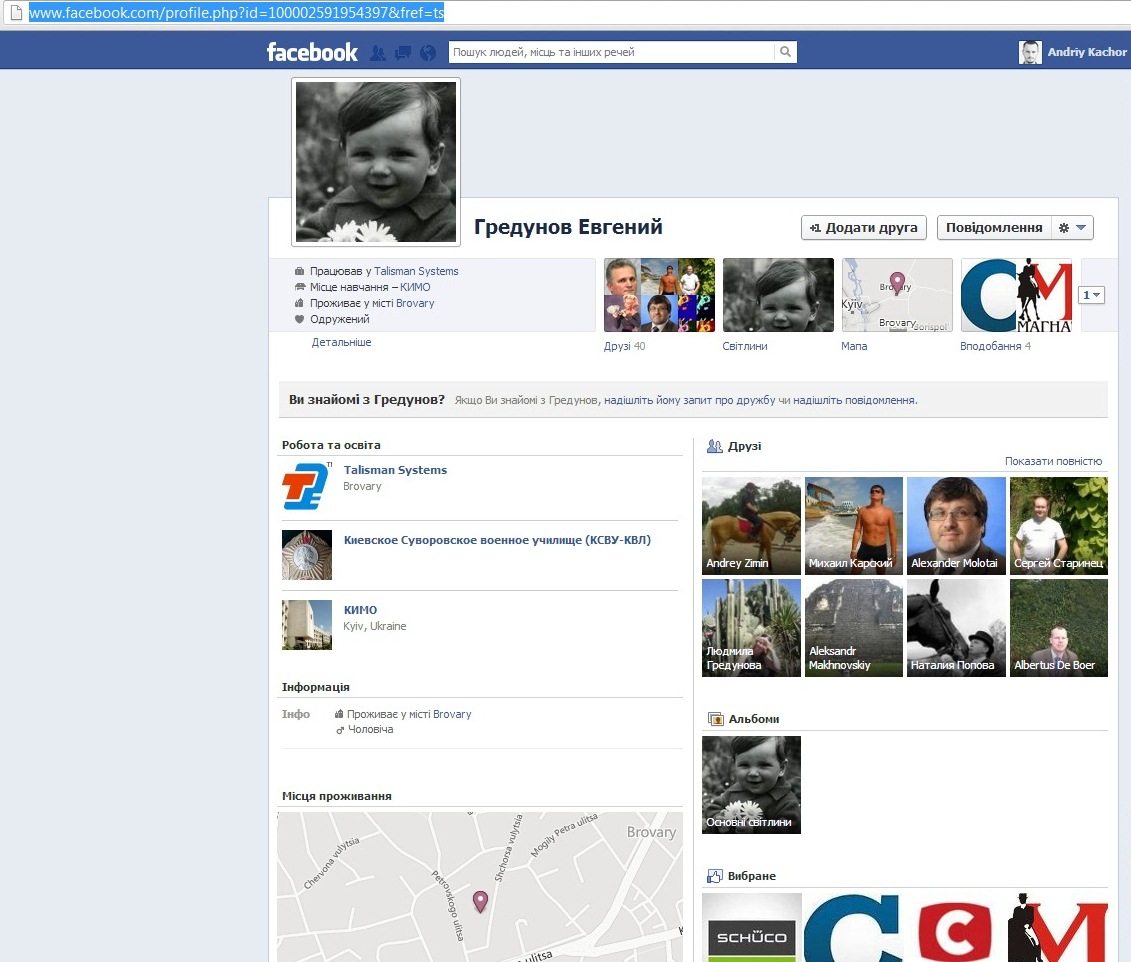 www.facebook.com/profile.php?id=100002591954397&fref=ts
facebook
Пошук людей, місць та інших речей
Andriy Kachor
Гредунов Евгений
+1 Додати друга
Повідомлення
Працював у Talisman Systems
Місце навчання – КИМО
Проживає у місті Brovary
Одружений
Детальніше
Brovary
Kyiv
Brovary
Boryspol
СМ
МАГНА
1
Друзі 40
Світлини
Мапа
Вподобання 4
Ви знайомі з Гредунов? Якщо Ви знайомі з Гредунов, надішліть йому запит про дружбу чи надішліть повідомлення.
Робота та освіта
Talisman Systems
Brovary
Киевское Суворовское военное училище (КСВУ-КВЛ)
КИМО
Kyiv, Ukraine
Інформація
Інфо
Проживає у місті Brovary
Чоловіча
Місця проживання
Brovary
Chervona vulytsia
Shchorsa vulytsia
Mogily Petra ulitsa
Petrovskogo ulitsa
ulitsa
Друзі
Показати повністю
Andrey Zimin
Михаил Карский
Alexander Molotai
Сергей Старинец
Людмила Гредунова
Aleksandr Makhnovskiy
Наталия Попова
Albertus De Boer
Альбоми
Основні світлини
Вибране
SCHÜCO
С
С
М